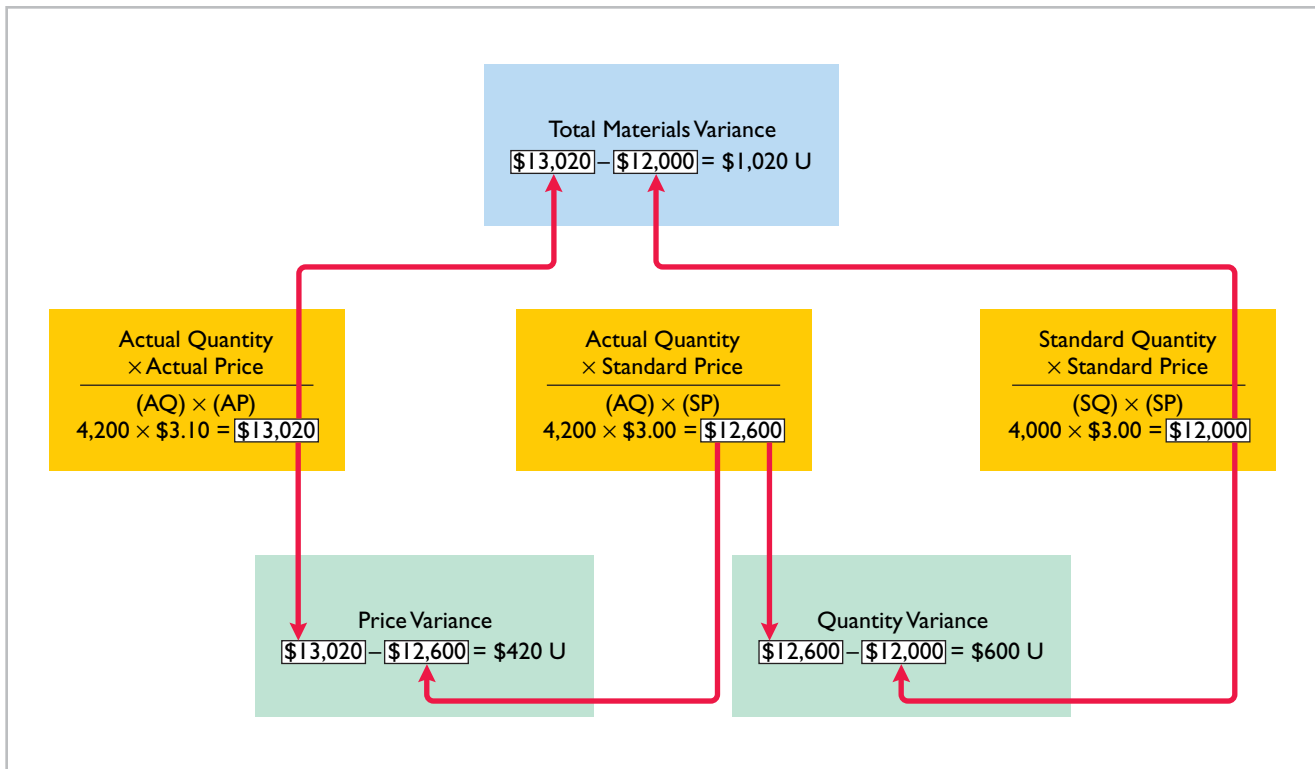 Total Materials Variance
$13,020 – $12,000 = $1,020 U
Actual Quantity
× Actual Price
(AQ) × (AP)
4,200 × $3.10 = $13,020
Actual Quantity
× Standard Price
(AQ) × (SP)
4,200 × $3.00 = $12,600
Standard Quantity
× Standard Price
(SQ) × (SP)
4,000 × $3.00 = $12,000
Price Variance
$13,020 – $12,600 = $420 U
Quantity Variance
$12,600 – $12,000 = $600 U